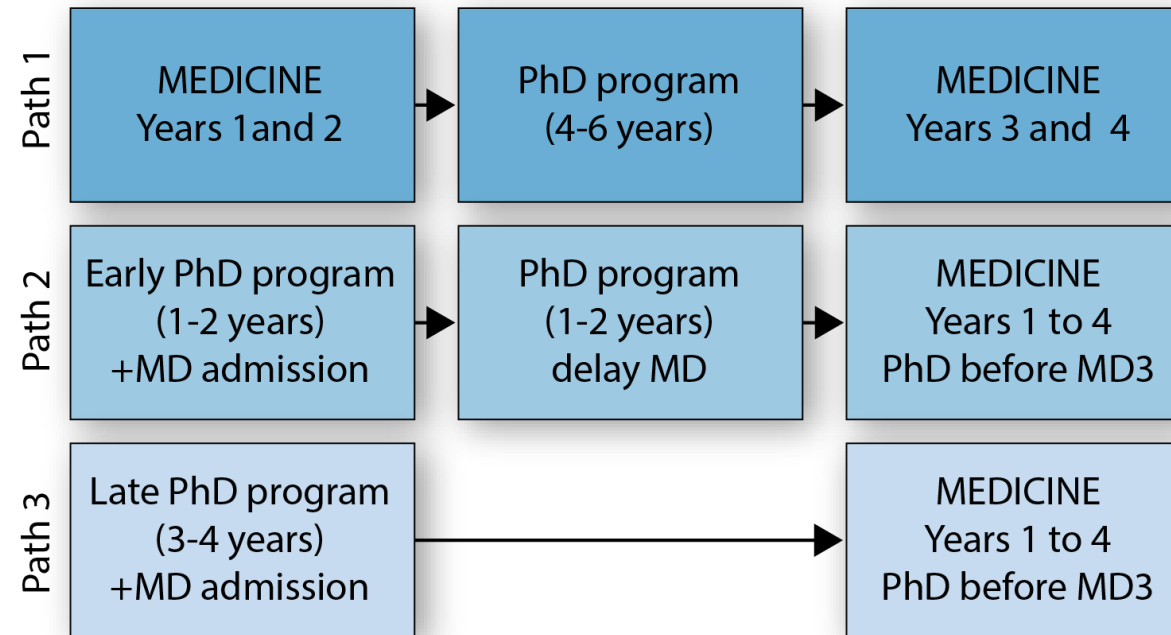 Path 1
MEDICINE
Years 1and 2
PhD program
(4-6 years)
MEDICINE
Years 3 and 4
Path 2
Early PhD program
(1-2 years)
+MD admission
PhD program
(1-2 years)
delay MD
MEDICINE
Years 1 to 4
PhD before MD3
Path 3
Late PhD program
(3-4 years)
+MD admission
MEDICINE
Years 1 to 4
PhD before MD3